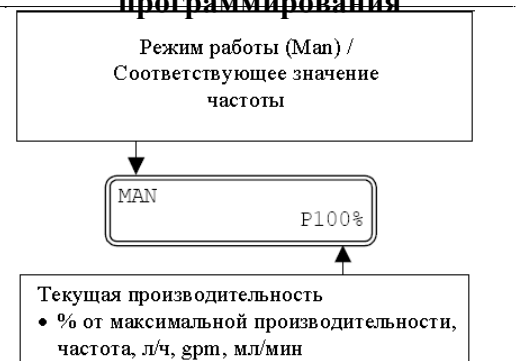 программирования
Режим работы (Man) /
Соответствующее значение
частоты
MAN
P100%
Текущая производительность
• % от максимальной производительности,
частота, л/ч, gpm, мл/мин